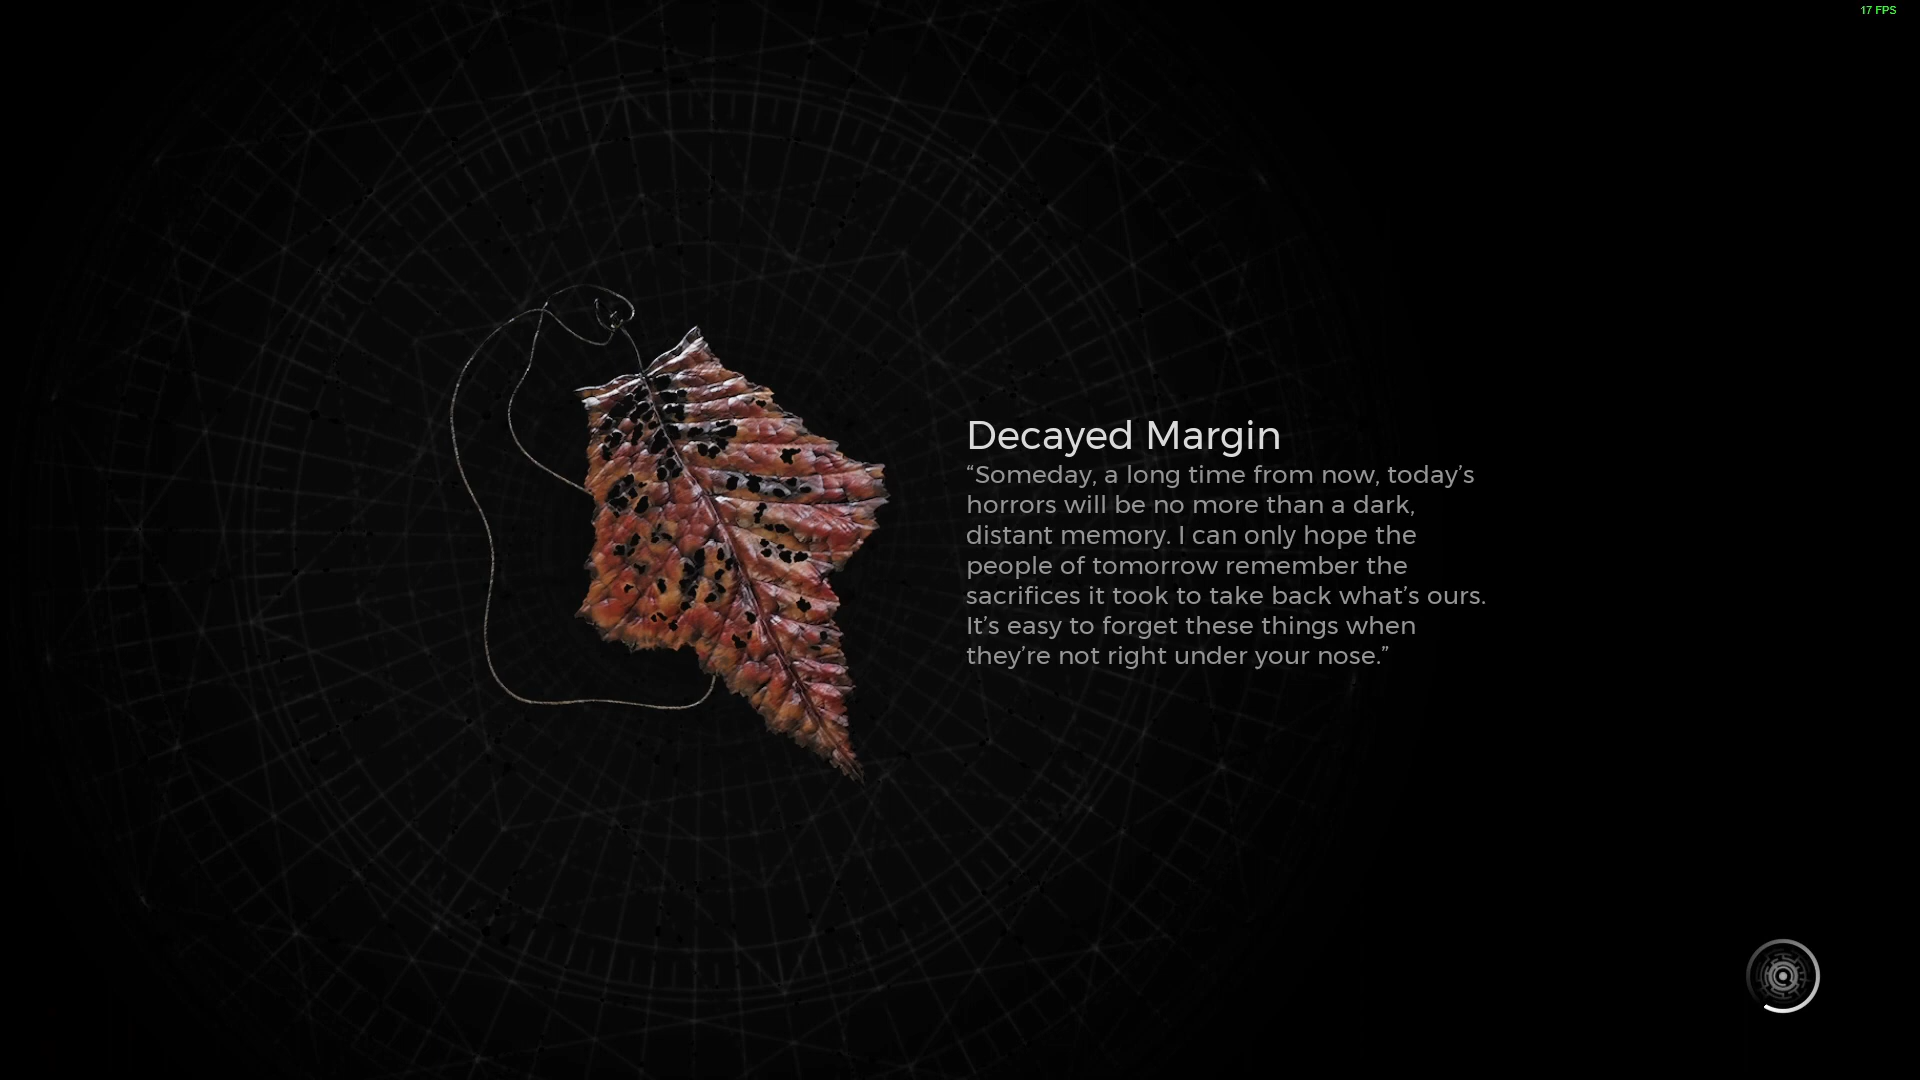 17 FPS
Decayed Margin
“Someday, a long time from now, today’s
horrors will be no more than a dark,
distant memory. I can only hope the
people of tomorrow remember the
sacrifices it took to take back what’s ours.
It’s easy to forget these things when
they’re not right under your nose.”